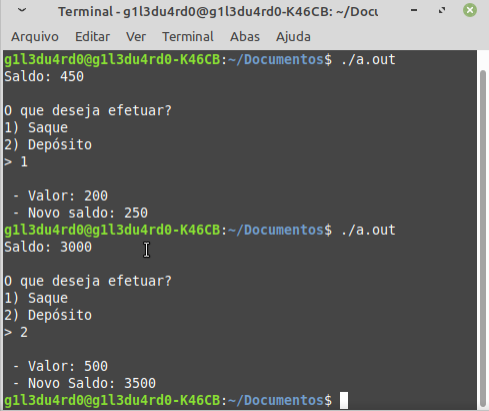 Terminal - g1l3du4rd0@g1l3du4rd0-K46CB: ~/Docu
Arquivo Editar Ver Terminal Abas Ajuda
g1l3du4rd0@g1l3du4rd0-K46CB:~/Documentos$ ./a.out
Saldo: 450
O que deseja efetuar?
1) Saque
2) Depósito
> 1
- Valor: 200
- Novo saldo: 250
g1l3du4rd0@g1l3du4rd0-K46CB:~/Documentos$ ./a.out
Saldo: 3000
O que deseja efetuar?
1) Saque
2) Depósito
> 2
- Valor: 500
- Novo Saldo: 3500
g1l3du4rd0@g1l3du4rd0-K46CB:~/Documentos$